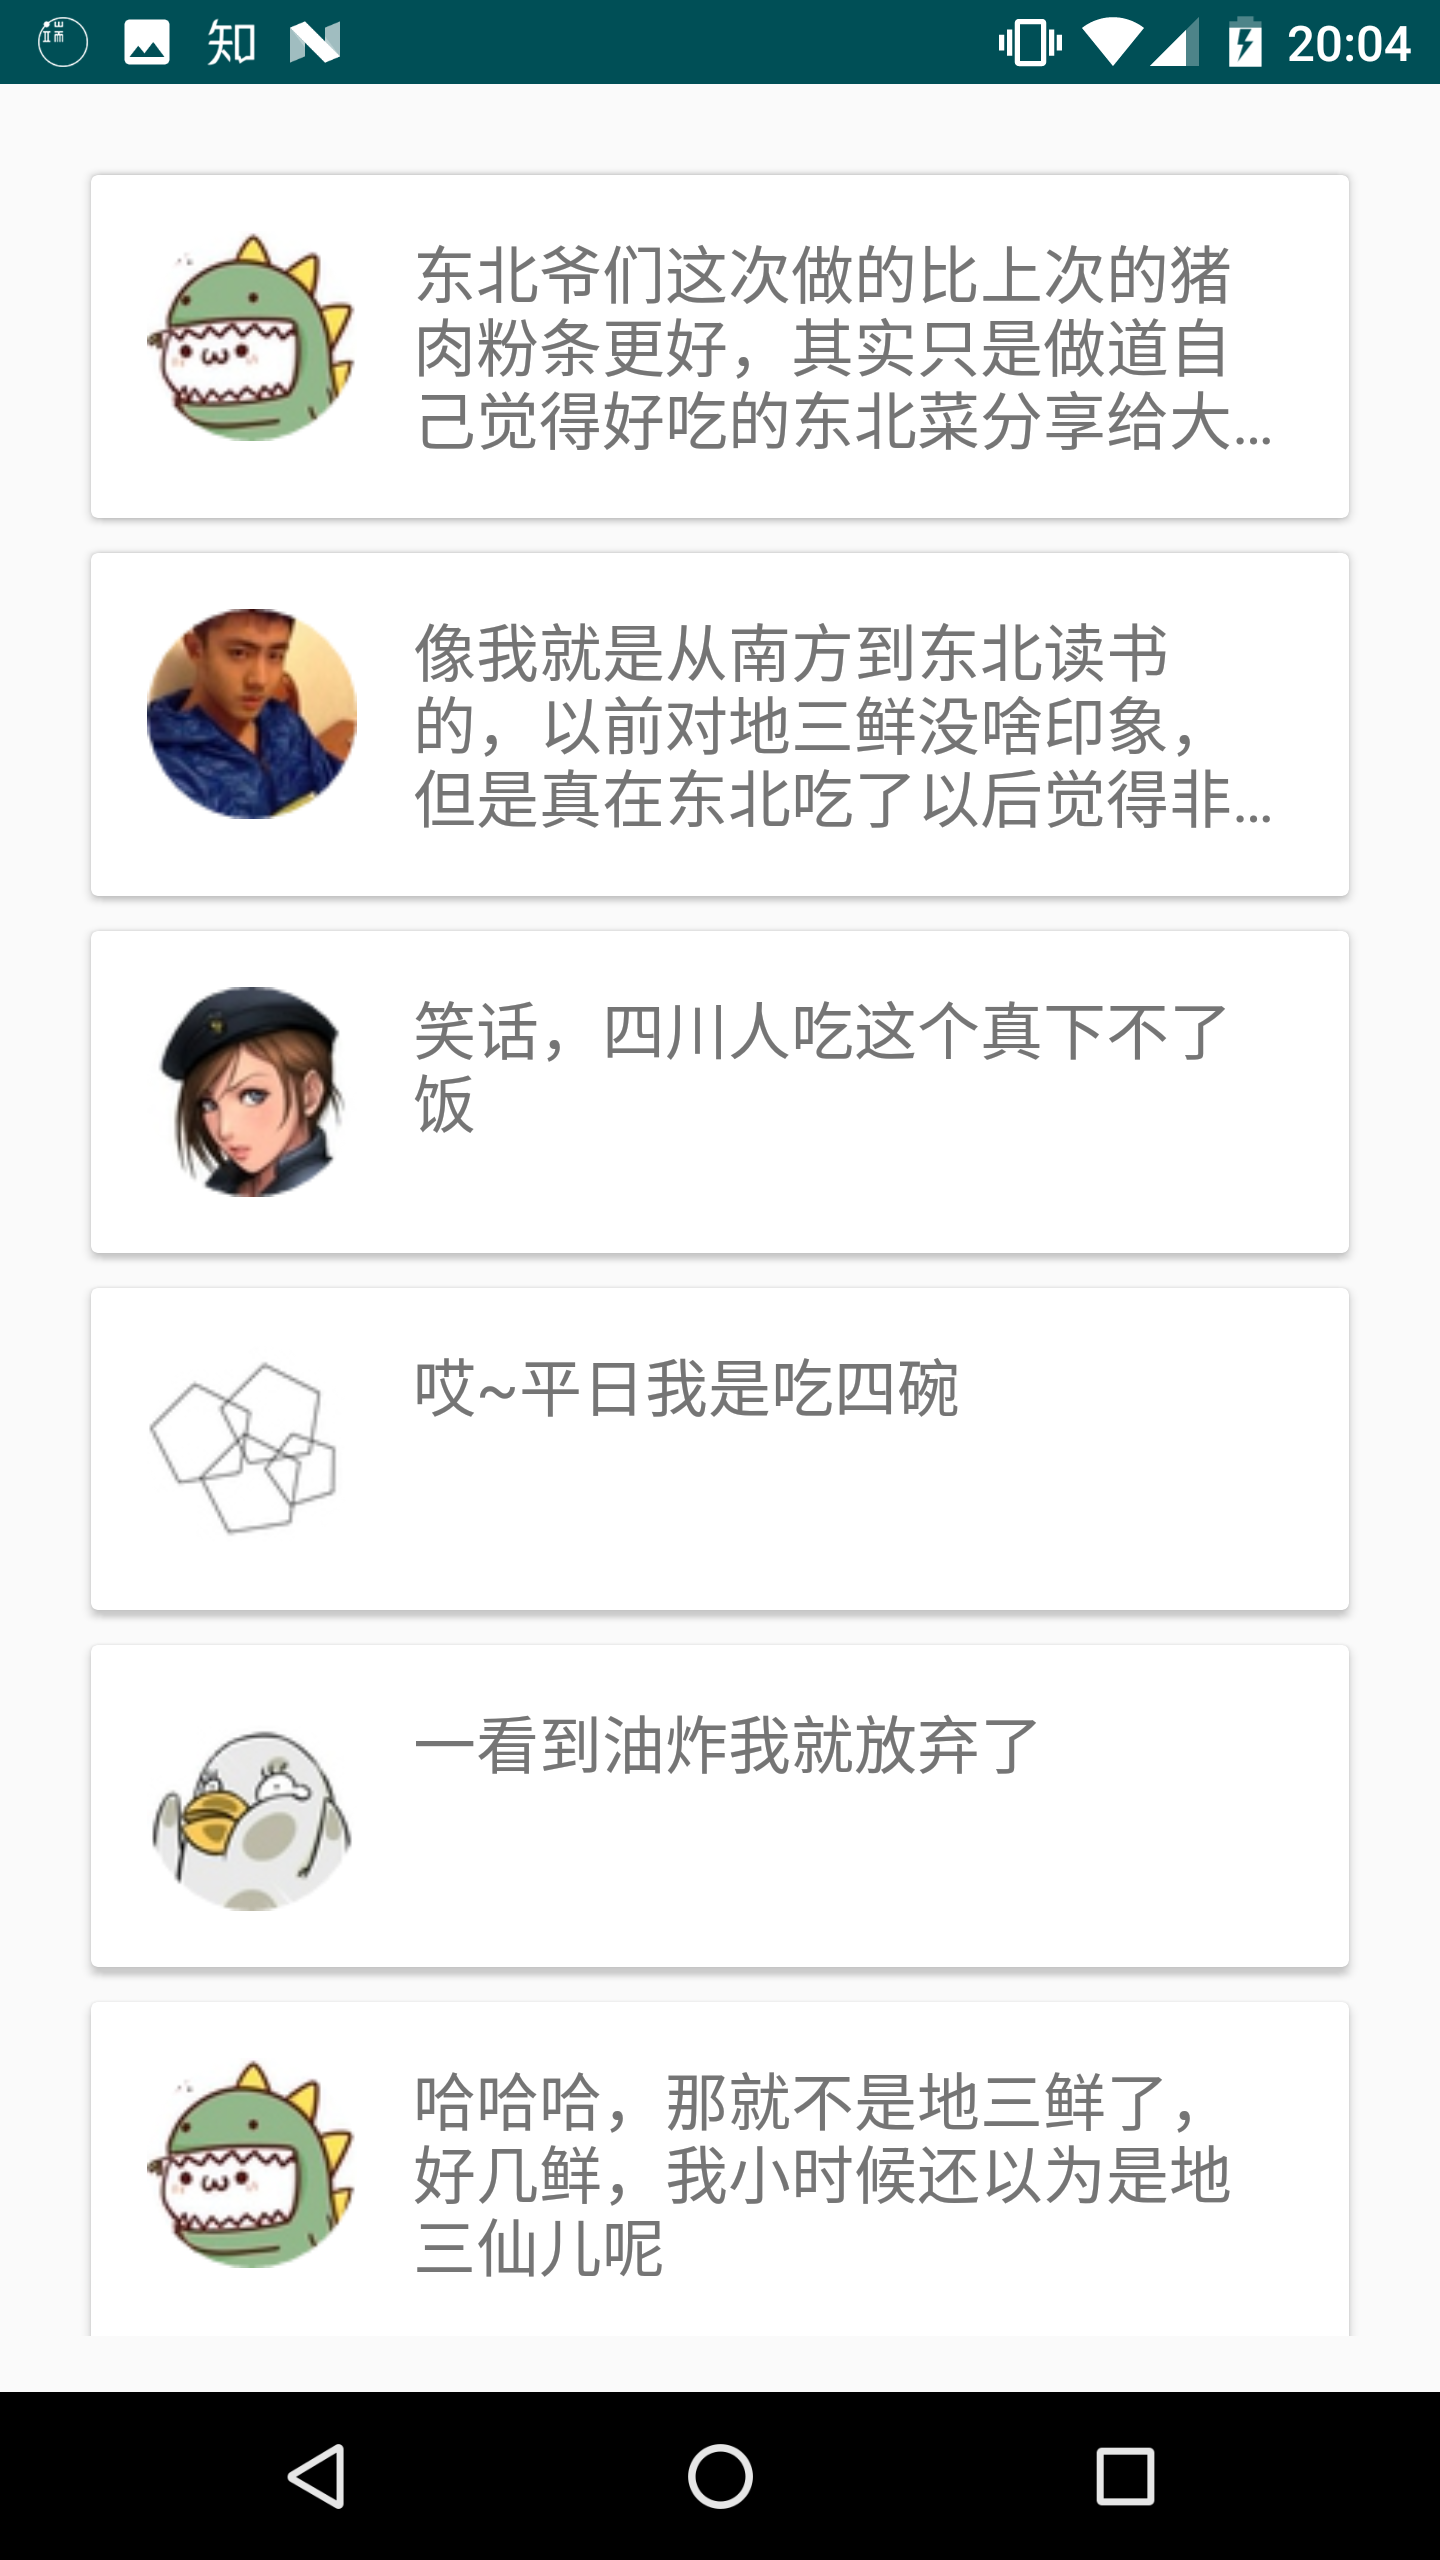 端
知
20:04
东北爷们这次做的比上次的猪
肉粉条更好，其实只是做道自
己觉得好吃的东北菜分享给大...
像我就是从南方到东北读书
的，以前对地三鲜没啥印象，
但是真在东北吃了以后觉得非...
笑话，四川人吃这个真下不了
饭
哎~平日我是吃四碗
一看到油炸我就放弃了
哈哈哈，那就不是地三鲜了，
好几鲜，我小时候还以为是地
三仙儿呢